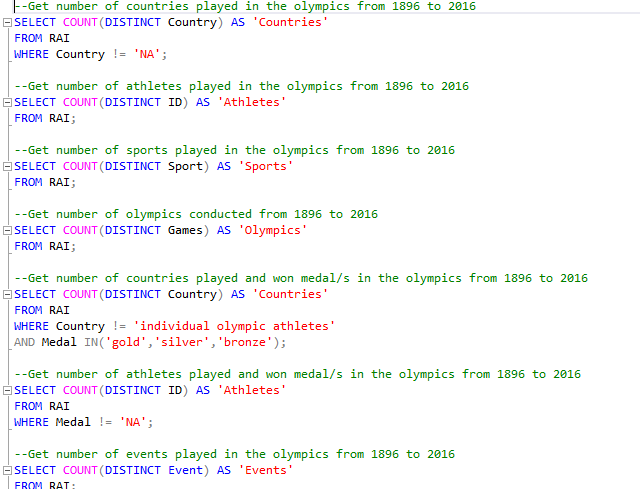 --Get number of countries played in the olympics from 1896 to 2016
SELECT COUNT(DISTINCT Country) AS 'Countries'
FROM RAI
WHERE Country != 'NA';
--Get number of athletes played in the olympics from 1896 to 2016
SELECT COUNT(DISTINCT ID) AS 'Athletes'
FROM RAI;
--Get number of sports played in the olympics from 1896 to 2016
SELECT COUNT(DISTINCT Sport) AS 'Sports'
FROM RAI;
--Get number of olympics conducted from 1896 to 2016
SELECT COUNT(DISTINCT Games) AS 'Olympics'
FROM RAI;
--Get number of countries played and won medal/s in the olympics from 1896 to 2016
SELECT COUNT(DISTINCT Country) AS 'Countries'
FROM RAI
WHERE Country != 'individual olympic athletes'
AND Medal IN('gold','silver','bronze');
--Get number of athletes played and won medal/s in the olympics from 1896 to 2016
SELECT COUNT(DISTINCT ID) AS 'Athletes'
FROM RAI
WHERE Medal != 'NA';
--Get number of events played in the olympics from 1896 to 2016
SELECT COUNT(DISTINCT Event) AS 'Events'
FROM RAI;